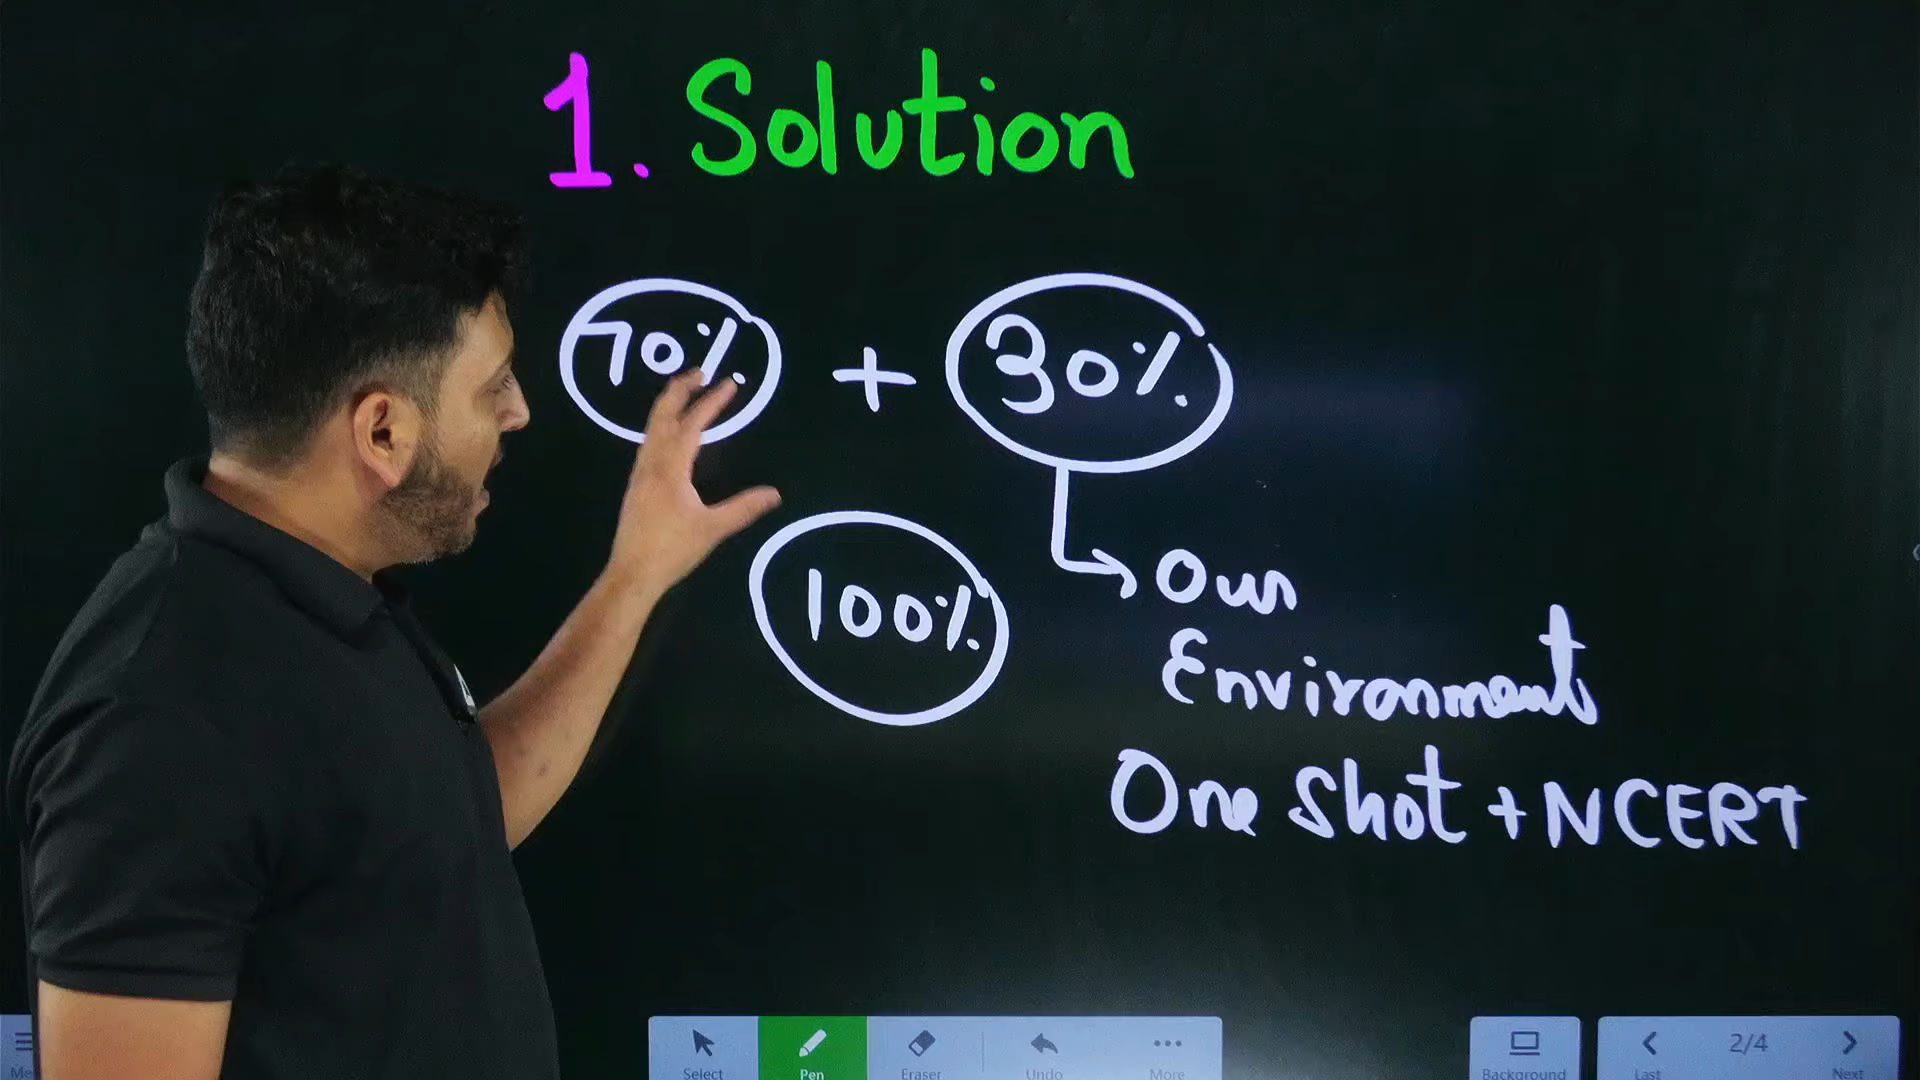 1. Solution
70% + 30%
100%
Our
Environment
One Shot + NCERT
Select
Pen
Eraser
Undo
More
Background
Last
2/4
Next